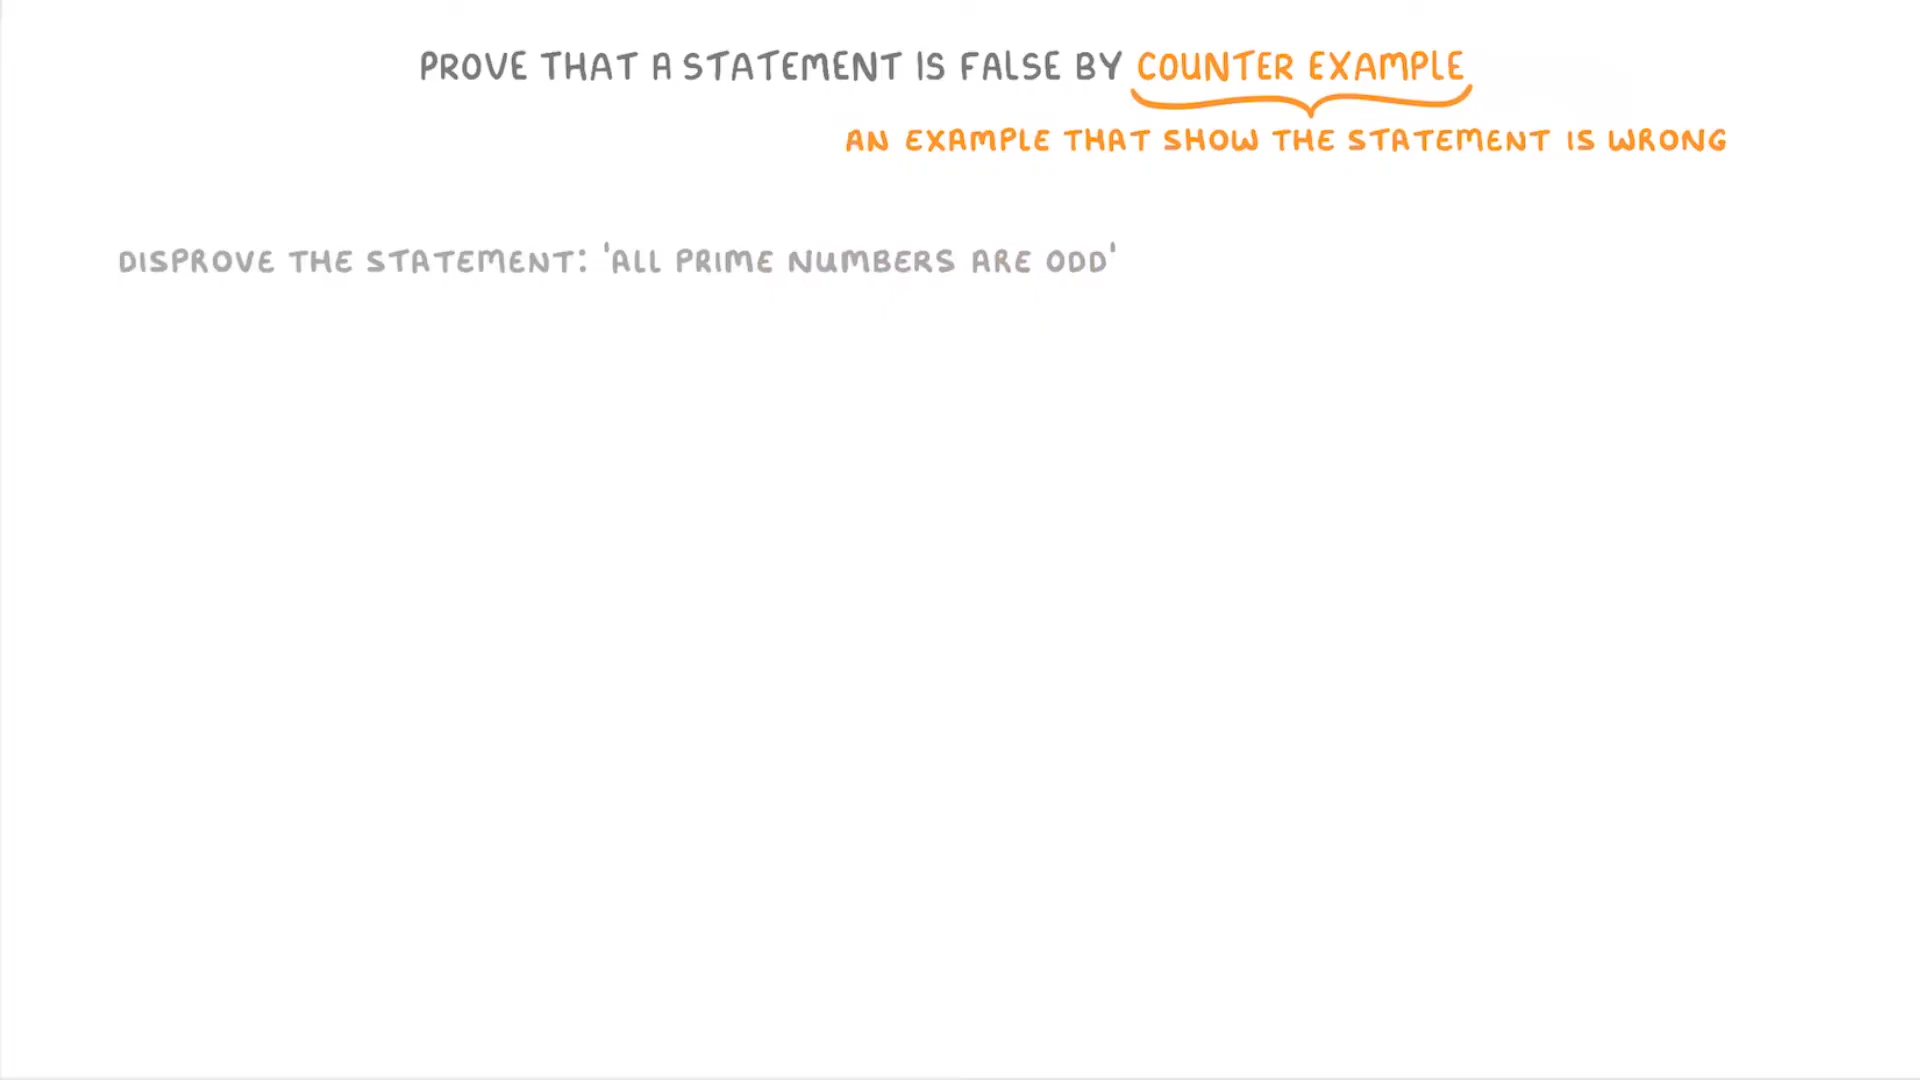 PROVE THAT A STATEMENT IS FALSE BY COUNTER EXAMPLE
AN EXAMPLE THAT SHOW THE STATEMENT IS WRONG
DISPROVE THE STATEMENT: 'ALL PRIME NUMBERS ARE ODD'